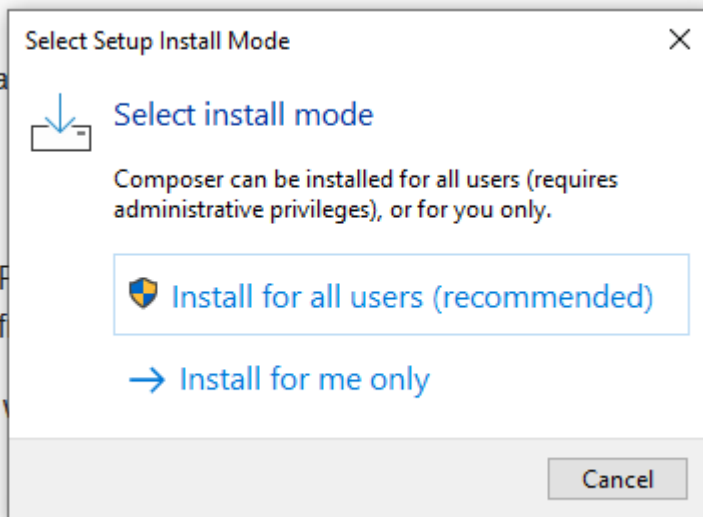 Select Setup Install Mode
Select install mode
Composer can be installed for all users (requires
administrative privileges), or for you only.
Install for all users (recommended)
Install for me only
Cancel